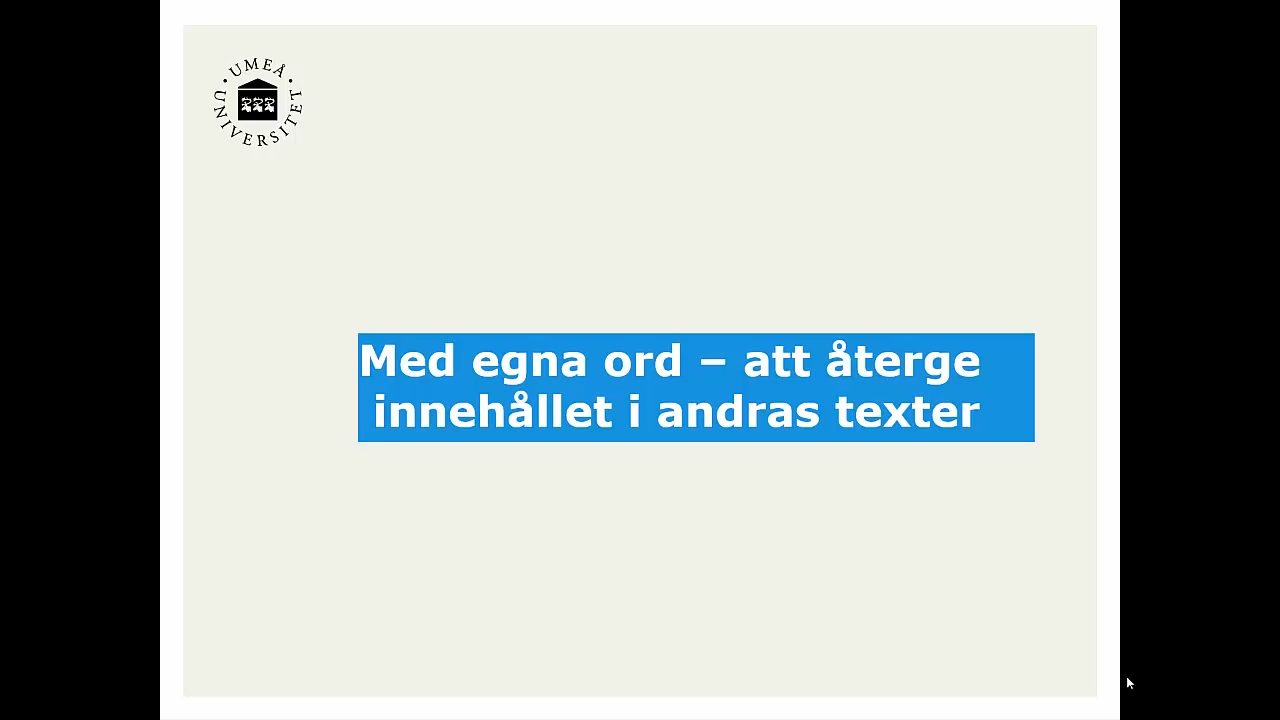 UMEÅ
UNIVERSITET
Med egna ord – att återge
innehållet i andras texter